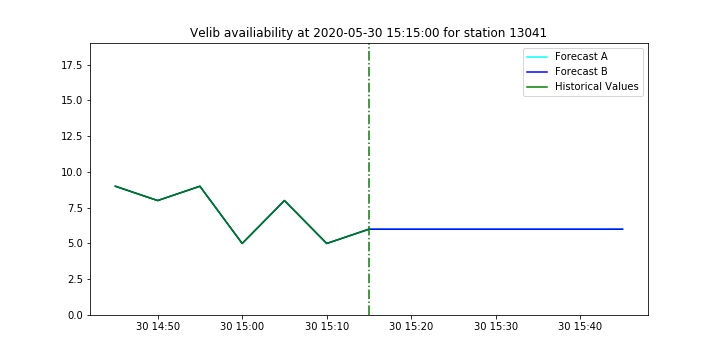 Velib availiability at 2020-05-30 15:15:00 for station 13041
Forecast A
Forecast B
Historical Values
17.5
15.0
12.5
10.0
7.5
5.0
2.5
0.0
30 14:50 30 15:00 30 15:10 30 15:20 30 15:30 30 15:40